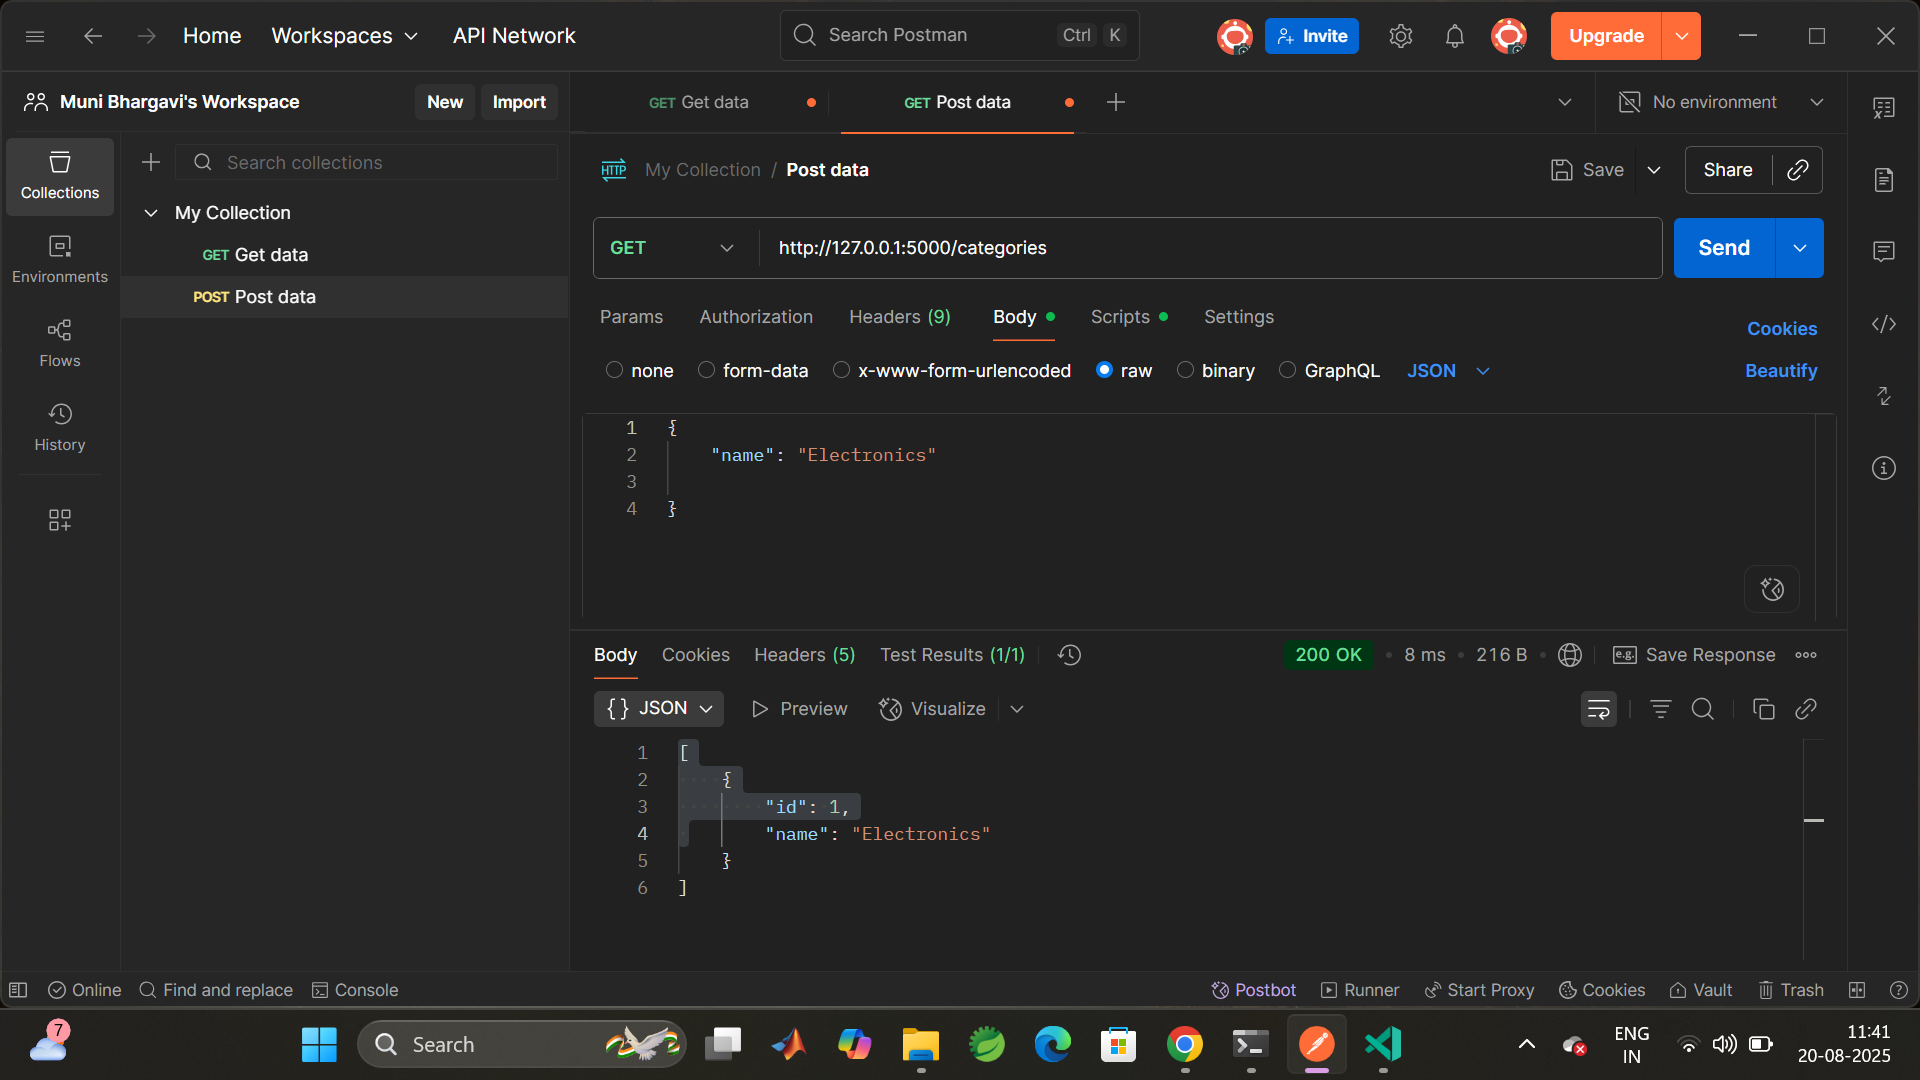 Home Workspaces API Network Search Postman Ctrl K Invite Upgrade
Muni Bhargavi's Workspace New Import GET Get data GET Post data No environment
Collections Search collections
My Collection / Post data Save Share
My Collection
GET Get data
POST Post data
Environments
Flows
History
GET http://127.0.0.1:5000/categories Send
Params Authorization Headers (9) Body Scripts Settings Cookies
none form-data x-www-form-urlencoded raw binary GraphQL JSON Beautify
1 {
2 "name": "Electronics"
3
4 }
Body Cookies Headers (5) Test Results (1/1) 200 OK • 8 ms • 216 B • e.g. Save Response
{} JSON Preview Visualize
1 [
2 {
3 "id": 1,
4 "name": "Electronics"
5 }
6 ]
Online Find and replace Console Postbot Runner Start Proxy Cookies Vault Trash
7 Search ENG IN 11:41
20-08-2025